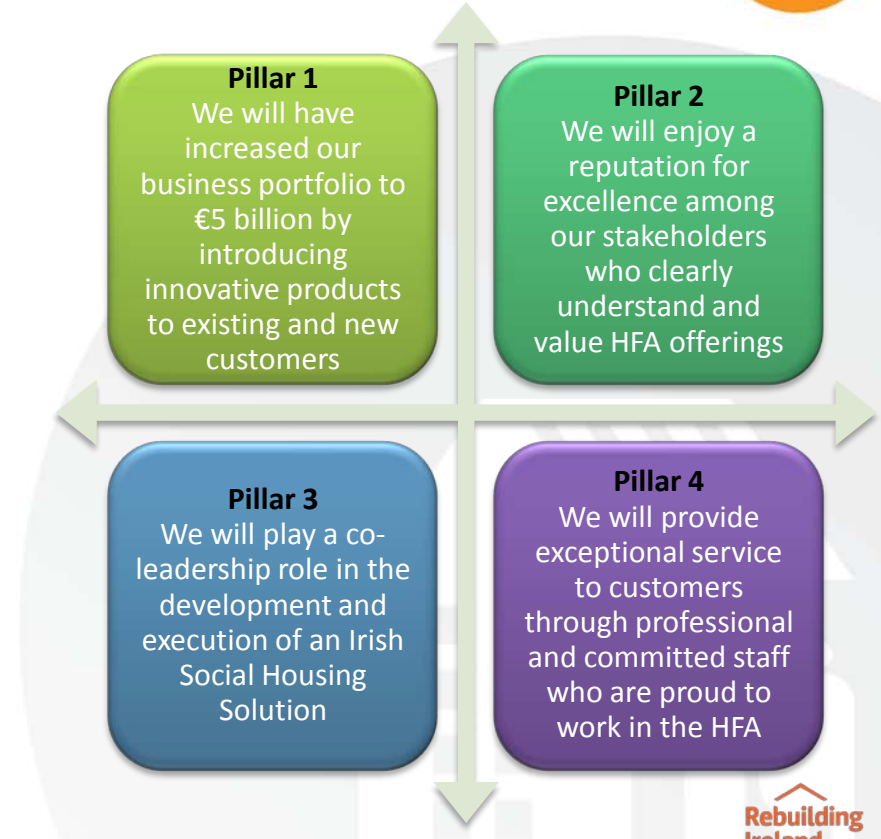 Pillar 1
We will have
increased our
business portfolio to
€5 billion by
introducing
innovative products
to existing and new
customers
Pillar 2
We will enjoy a
reputation for
excellence among
our stakeholders
who clearly
understand and
value HFA offerings
Pillar 3
We will play a co-
leadership role in the
development and
execution of an Irish
Social Housing
Solution
Pillar 4
We will provide
exceptional service
to customers
through professional
and committed staff
who are proud to
work in the HFA
Rebuilding
Ireland